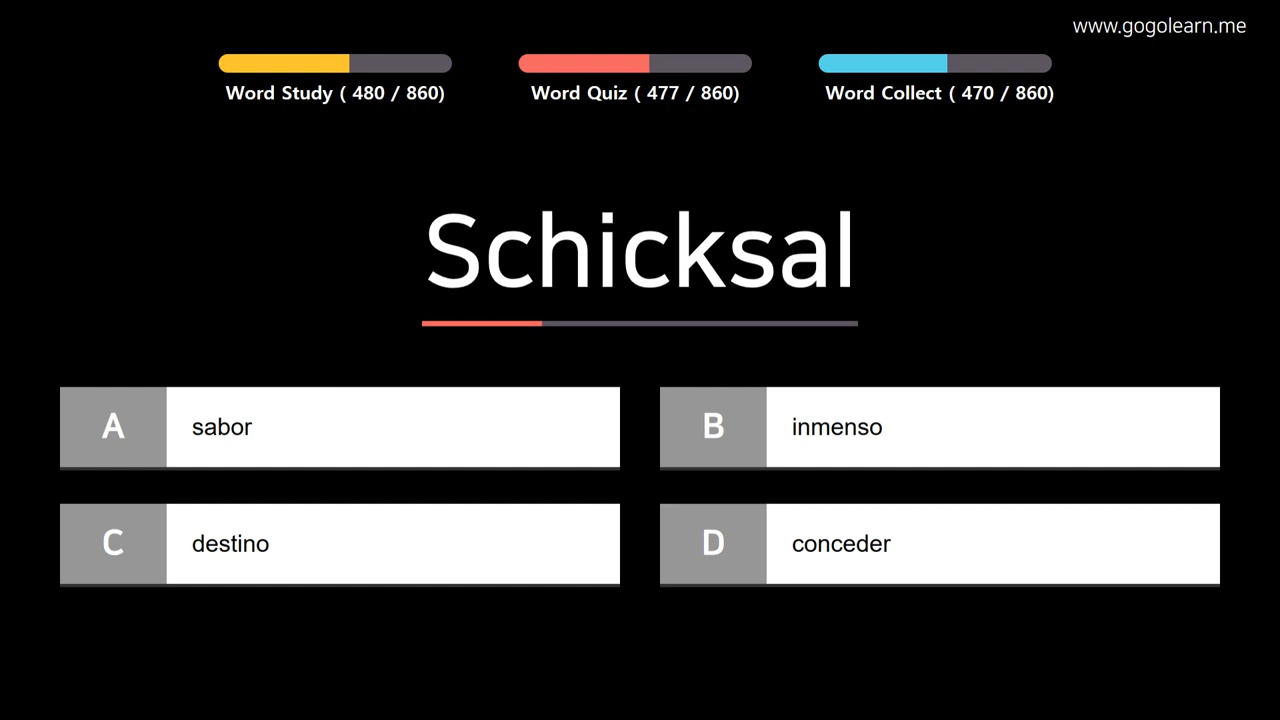 www.gogolearn.me
Word Study ( 480 / 860)
Word Quiz ( 477 / 860)
Word Collect ( 470 / 860)
Schicksal
A sabor
B inmenso
C destino
D conceder